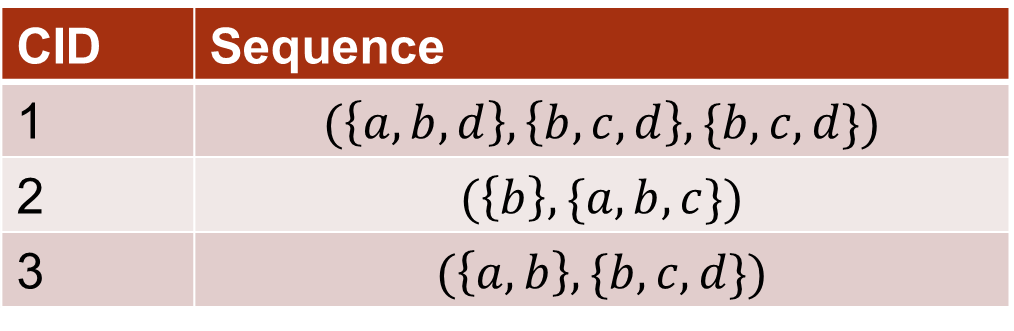 CID Sequence
1 ({a, b, d}, {b, c, d}, {b, c, d})
2 ({b}, {a, b, c})
3 ({a, b}, {b, c, d})